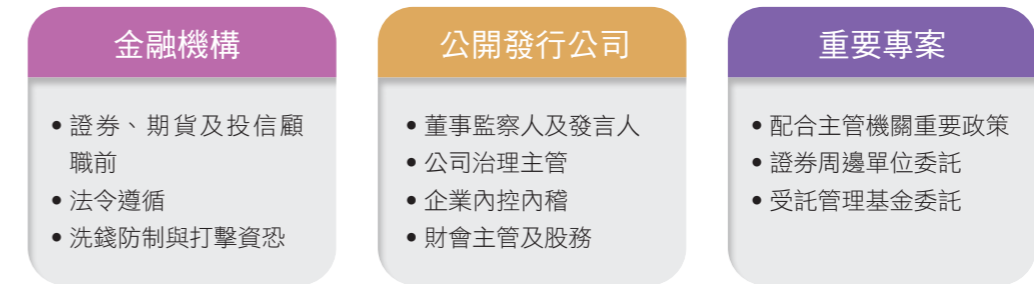 金融機構
• 證券、期貨及投信顧
職前
• 法令遵循
• 洗錢防制與打擊資恐
公開發行公司
• 董事監察人及發言人
• 公司治理主管
• 企業內控內稽
• 財會主管及股務
重要專案
• 配合主管機關重要政策
• 證券周邊單位委託
• 受託管理基金委託